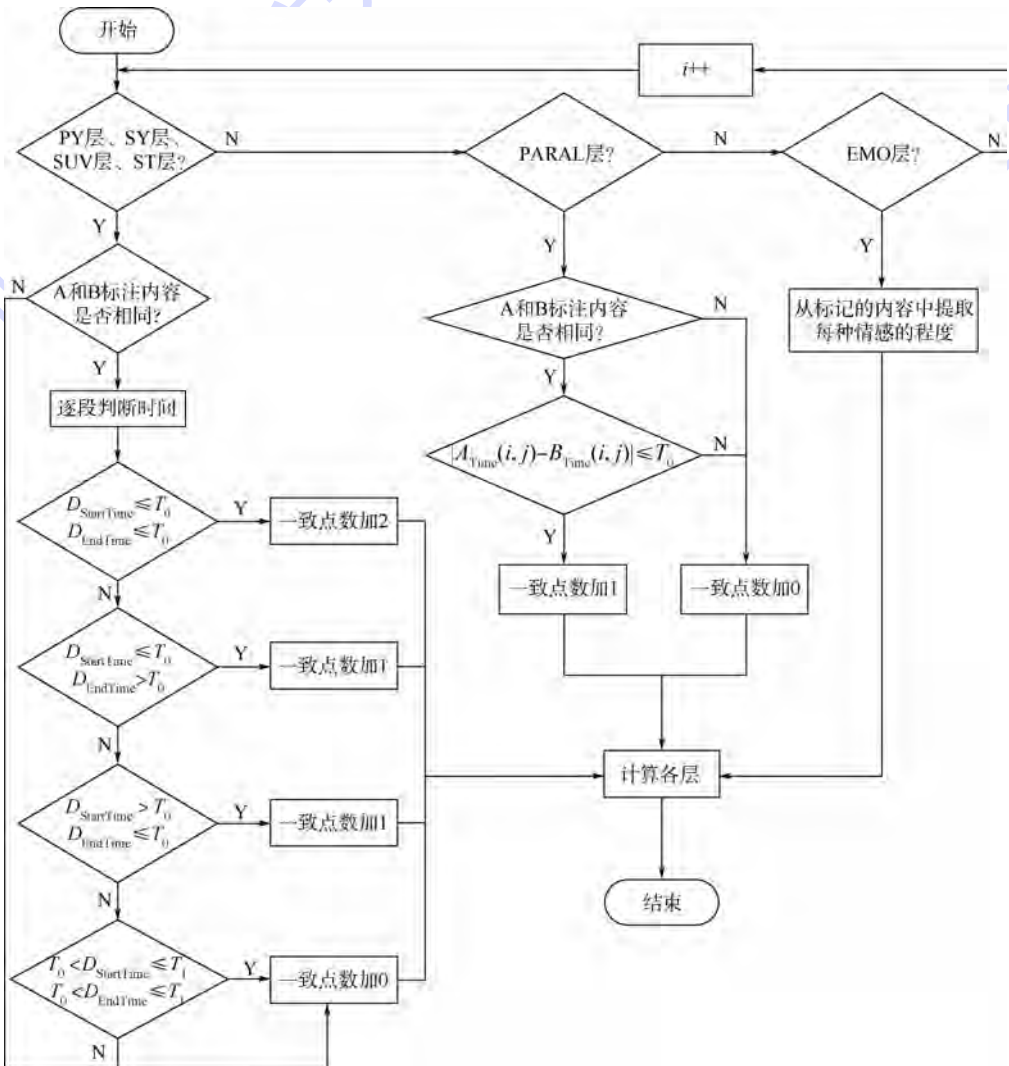 开始
i++
PY层、SY层、
SUV层、ST层?
N
PARAL层?
N
EMO层?
N
Y
Y
Y
N
A和B标注内容
是否相同?
A和B标注内容
是否相同?
N
从标记的内容中提取
每种情感的程度
Y
Y
逐段判断时间
|A_Time(i, j)−B_Time(i, j)|≤T_0
N
D_StartTime≤T_0
D_EndTime≤T_0
Y
一致点数加2
Y
N
一致点数加1
一致点数加0
D_StartTime≤T_0
D_EndTime>T_0
Y
一致点数加1
N
计算各层
D_StartTime>T_0
D_EndTime≤T_0
Y
一致点数加1
N
结束
T_0<D_StartTime≤T_1
T_0<D_EndTime≤T_1
Y
一致点数加0
N